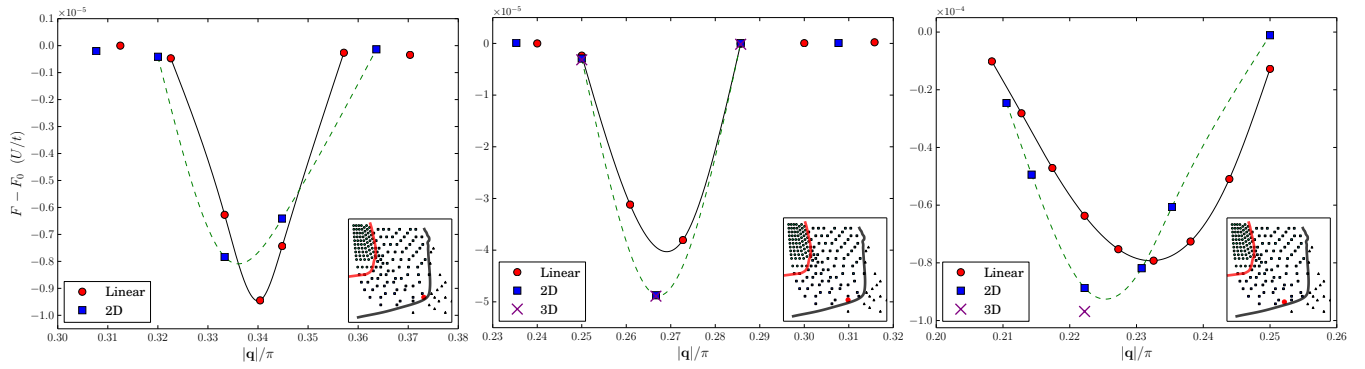 ×10⁻⁵
0.1
0.0
−0.1
−0.2
−0.3
−0.4
−0.5
−0.6
−0.7
−0.8
−0.9
−1.0
F − F₀ (U/t)
Linear
2D
0.30 0.31 0.32 0.33 0.34 0.35 0.36 0.37 0.38
|q|/π
×10⁻⁵
0
−1
−2
−3
−4
−5
Linear
2D
3D
0.23 0.24 0.25 0.26 0.27 0.28 0.29 0.30 0.31 0.32
|q|/π
×10⁻⁴
0.0
−0.2
−0.4
−0.6
−0.8
−1.0
Linear
2D
3D
0.20 0.21 0.22 0.23 0.24 0.25 0.26
|q|/π